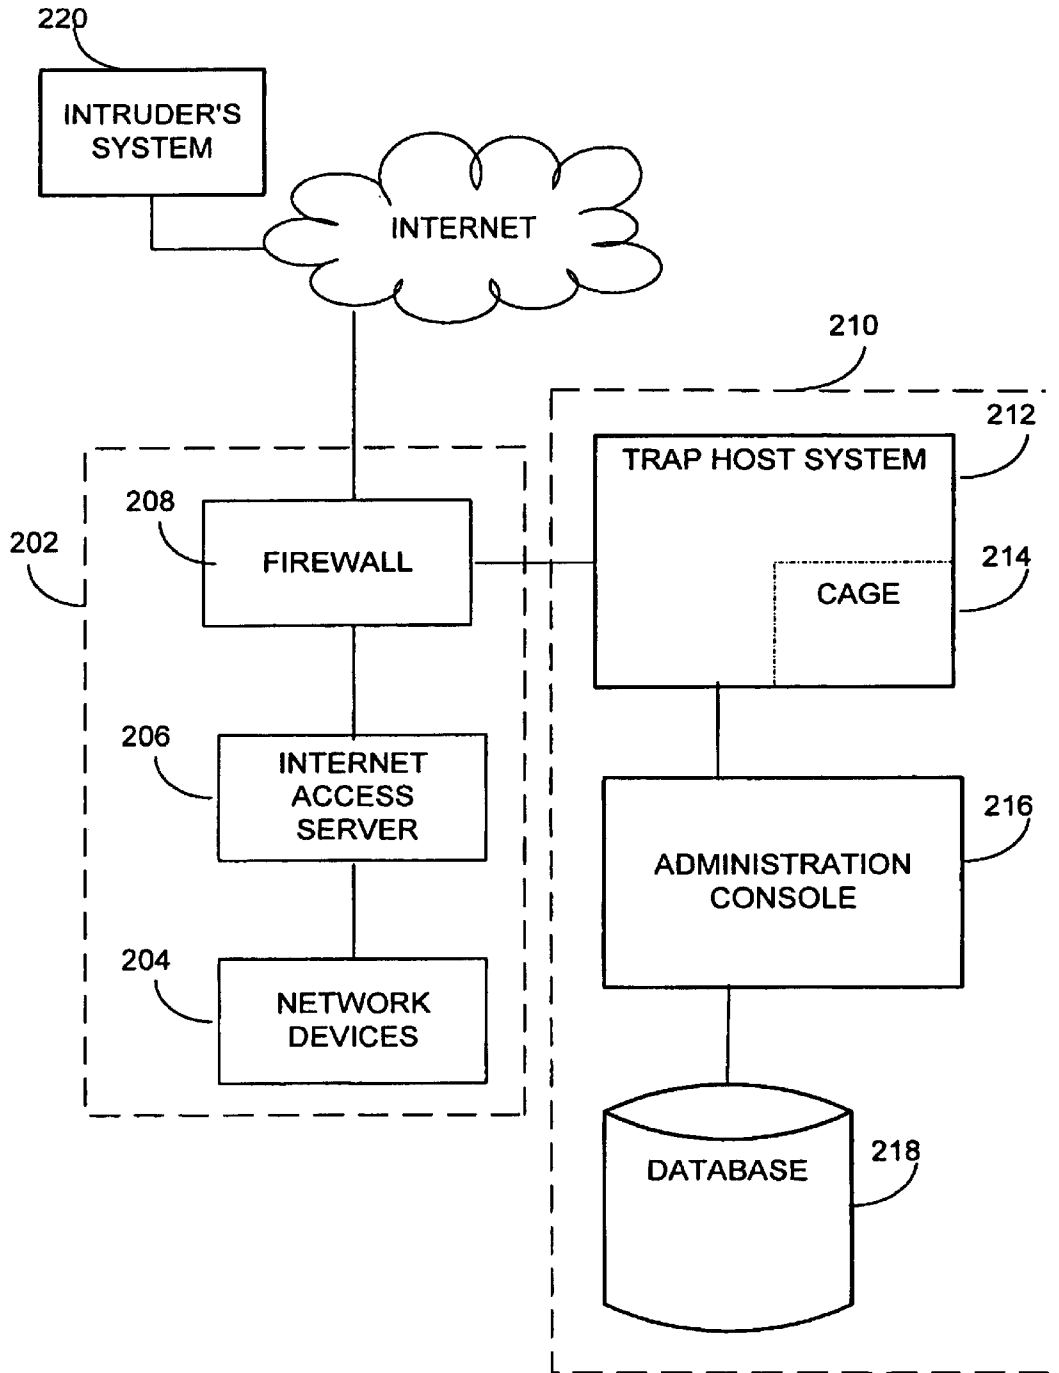 220
INTRUDER'S
SYSTEM
INTERNET
210
212
TRAP HOST SYSTEM
208
202
FIREWALL
214
CAGE
206
INTERNET
ACCESS
SERVER
216
ADMINISTRATION
CONSOLE
204
NETWORK
DEVICES
218
DATABASE